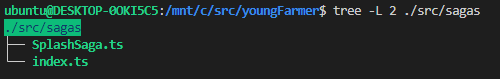 ubuntu@DESKTOP-0OKI5C5:/mnt/c/src/youngFarmer$ tree -L 2 ./src/sagas
./src/sagas
├── SplashSaga.ts
└── index.ts